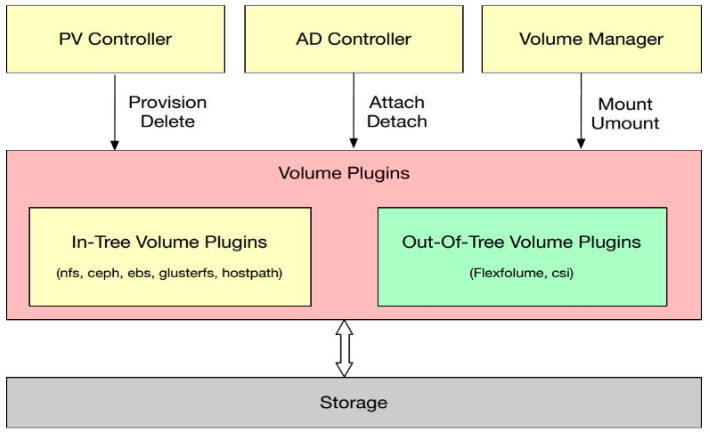 PV Controller
AD Controller
Volume Manager
Provision
Delete
Attach
Detach
Mount
Umount
Volume Plugins
In-Tree Volume Plugins
(nfs, ceph, ebs, glusterfs, hostpath)
Out-Of-Tree Volume Plugins
(Flexfolume, csi)
Storage